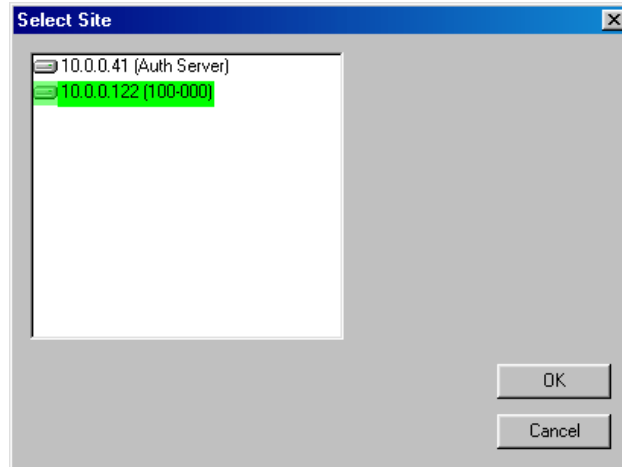 Select Site
10.0.0.41 (Auth Server)
10.0.0.122 (100-000)
OK
Cancel